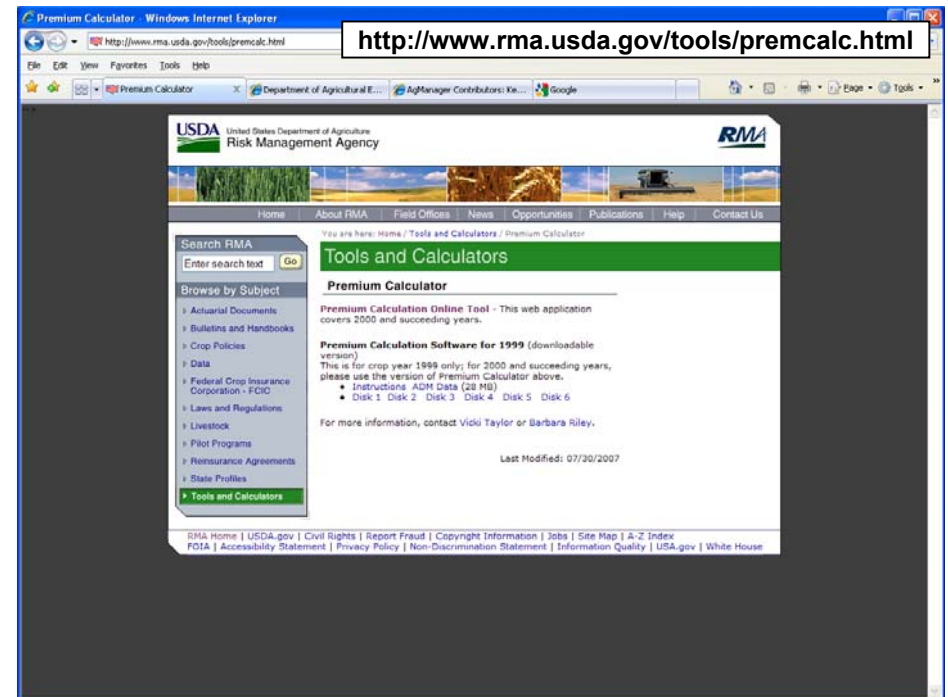 Premium Calculator - Windows Internet Explorer
http://www.rma.usda.gov/tools/premcalc.html
http://www.rma.usda.gov/tools/premcalc.html
File Edit View Favorites Tools Help
Premium Calculator
Department of Agricultural E...
AgManager Contributors: Ke...
Google
Page
Tools
USDA United States Department of Agriculture
Risk Management Agency
RMA
Home About RMA Field Offices News Opportunities Publications Help Contact Us
You are here: Home / Tools and Calculators / Premium Calculator
Search RMA
Enter search text Go
Browse by Subject
Actuarial Documents
Bulletins and Handbooks
Crop Policies
Data
Federal Crop Insurance
Corporation - FCIC
Laws and Regulations
Livestock
Pilot Programs
Reinsurance Agreements
State Profiles
Tools and Calculators
Tools and Calculators
Premium Calculator
Premium Calculation Online Tool - This web application
covers 2000 and succeeding years.
Premium Calculation Software for 1999 (downloadable
version)
This is for crop year 1999 only; for 2000 and succeeding years,
please use the version of Premium Calculator above.
• Instructions ADM Data (28 MB)
• Disk 1 Disk 2 Disk 3 Disk 4 Disk 5 Disk 6
For more information, contact Vicki Taylor or Barbara Riley.
Last Modified: 07/30/2007
RMA Home | USDA.gov | Civil Rights | Report Fraud | Copyright Information | Jobs | Site Map | A-Z Index
FOIA | Accessibility Statement | Privacy Policy | Non-Discrimination Statement | Information Quality | USA.gov | White House